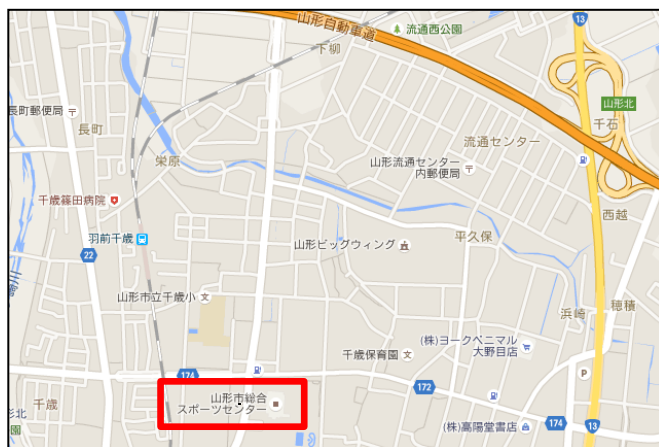 13
山形自動車道
流通西公園
下柳
山形北
千石
長町郵便局
長町
流通センター
栄原
山形流通センター
内郵便局
千歳篠田病院
西越
羽前千歳
平久保
山形ビッグウィング
22
山形市立千歳小
浜崎
穂積
(株)ヨークベニマル
大野目店
千歳保育園
174
172
P
山形市総合
スポーツセンター
千歳
174
13
(株)高陽堂書店